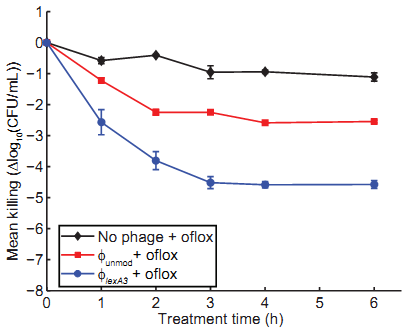 1
0
−1
−2
−3
−4
−5
−6
−7
−8
Mean killing (Δlog10(CFU/mL))
No phage + oflox
ϕunmod + oflox
ϕlexA3 + oflox
0 1 2 3 4 5 6
Treatment time (h)